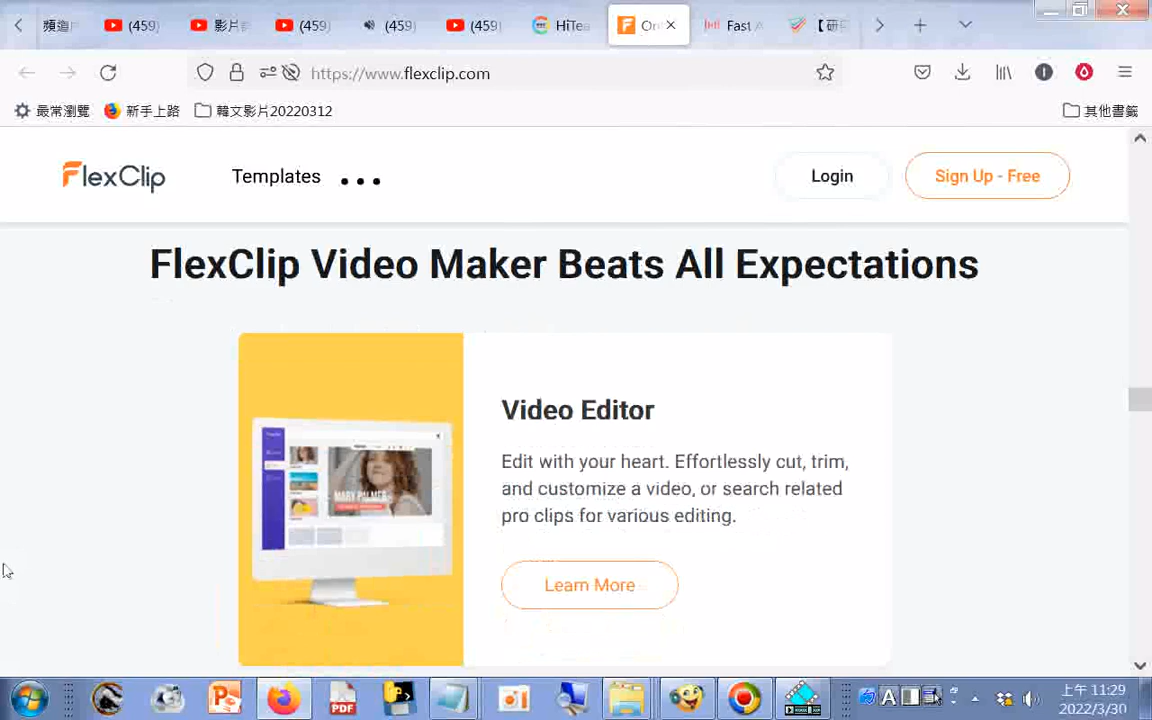 頻道
(459)
影片
(459)
(459)
(459)
HiTea
On
Fast A
【研
https://www.flexclip.com
最常瀏覽
新手上路
韓文影片20220312
其他書籤
FlexClip
Templates
Login
Sign Up - Free
FlexClip Video Maker Beats All Expectations
MARY PALMER
Video Editor
Edit with your heart. Effortlessly cut, trim,
and customize a video, or search related
pro clips for various editing.
Learn More
PDF
A
上午 11:29
2022/3/30